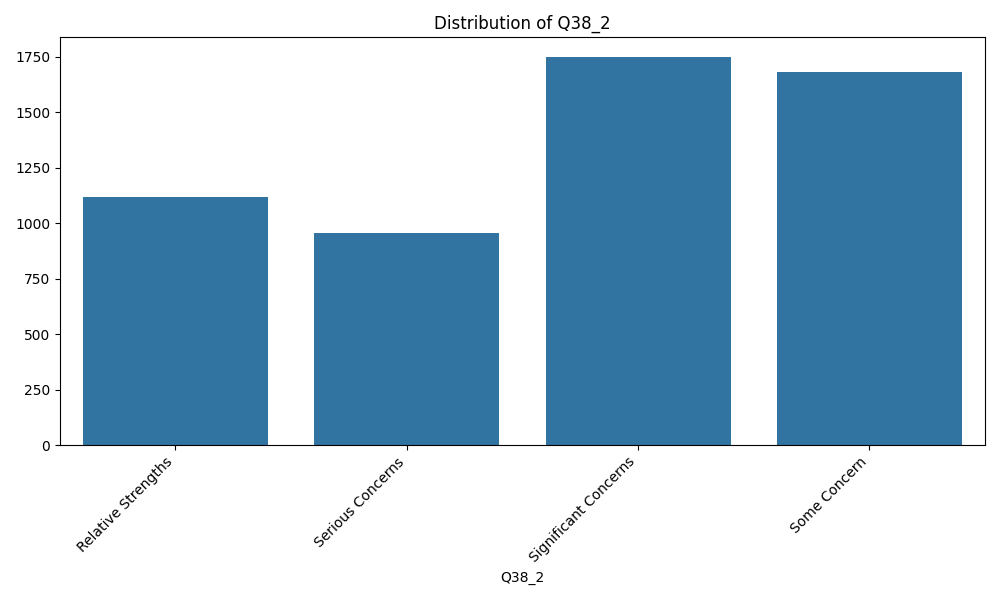 Distribution of Q38_2
1750
1500
1250
1000
750
500
250
0
Relative Strengths
Serious Concerns
Significant Concerns
Some Concern
Q38_2